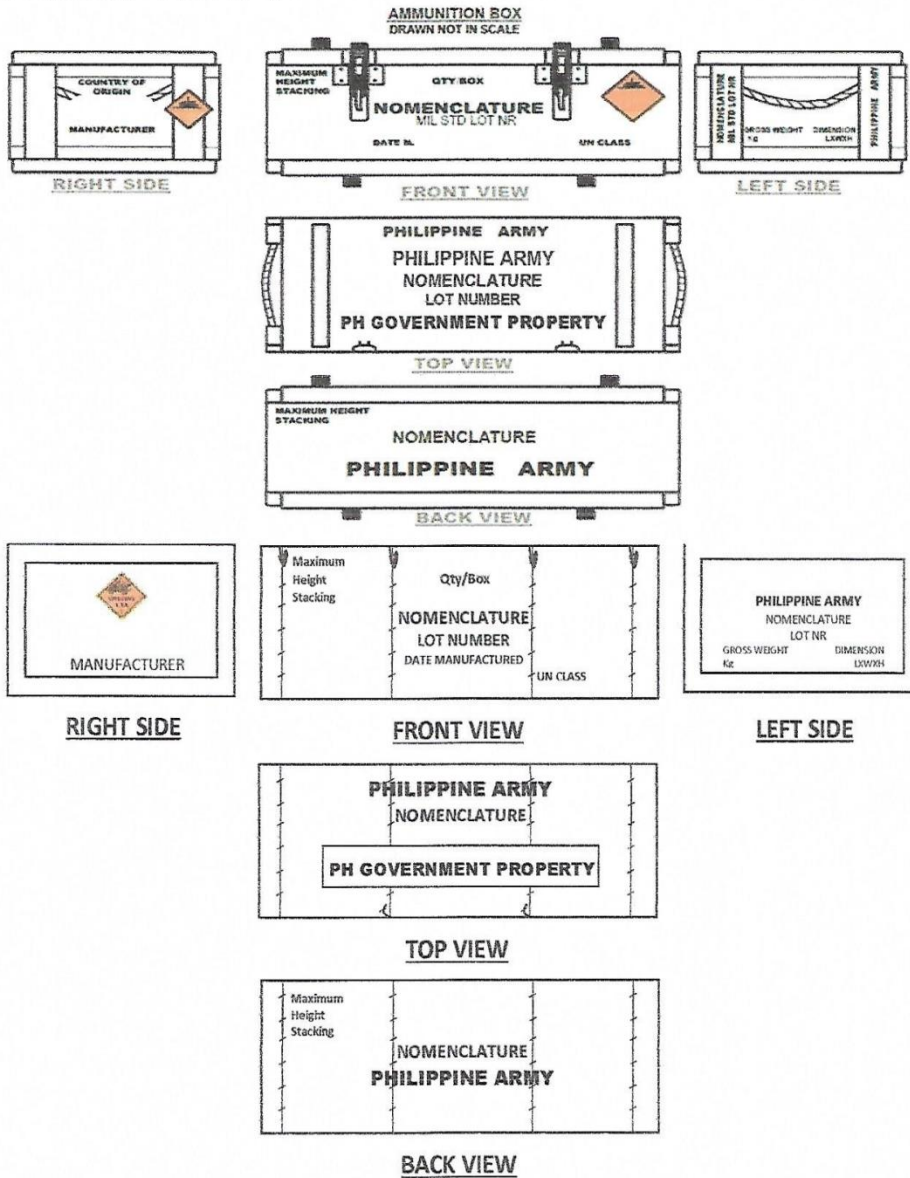 AMMUNITION BOX
DRAWN NOT IN SCALE
COUNTRY OF
ORIGIN
MANUFACTURER
RIGHT SIDE
MAXIMUM
HEIGHT
STACKING
QTY/BOX
NOMENCLATURE
MIL STD LOT NR
DATE M.
UN CLASS
FRONT VIEW
NOMENCLATURE
MIL STD LOT NR
GROSS WEIGHT DIMENSION
Kg LXWXH
PHILIPPINE ARMY
LEFT SIDE
PHILIPPINE ARMY
PHILIPPINE ARMY
NOMENCLATURE
LOT NUMBER
PH GOVERNMENT PROPERTY
TOP VIEW
MAXIMUM HEIGHT
STACKING
NOMENCLATURE
PHILIPPINE ARMY
BACK VIEW
MANUFACTURER
RIGHT SIDE
Maximum
Height
Stacking
Qty/Box
NOMENCLATURE
LOT NUMBER
DATE MANUFACTURED
UN CLASS
FRONT VIEW
PHILIPPINE ARMY
NOMENCLATURE
LOT NR
GROSS WEIGHT DIMENSION
Kg LXWXH
LEFT SIDE
PHILIPPINE ARMY
NOMENCLATURE
PH GOVERNMENT PROPERTY
TOP VIEW
Maximum
Height
Stacking
NOMENCLATURE
PHILIPPINE ARMY
BACK VIEW